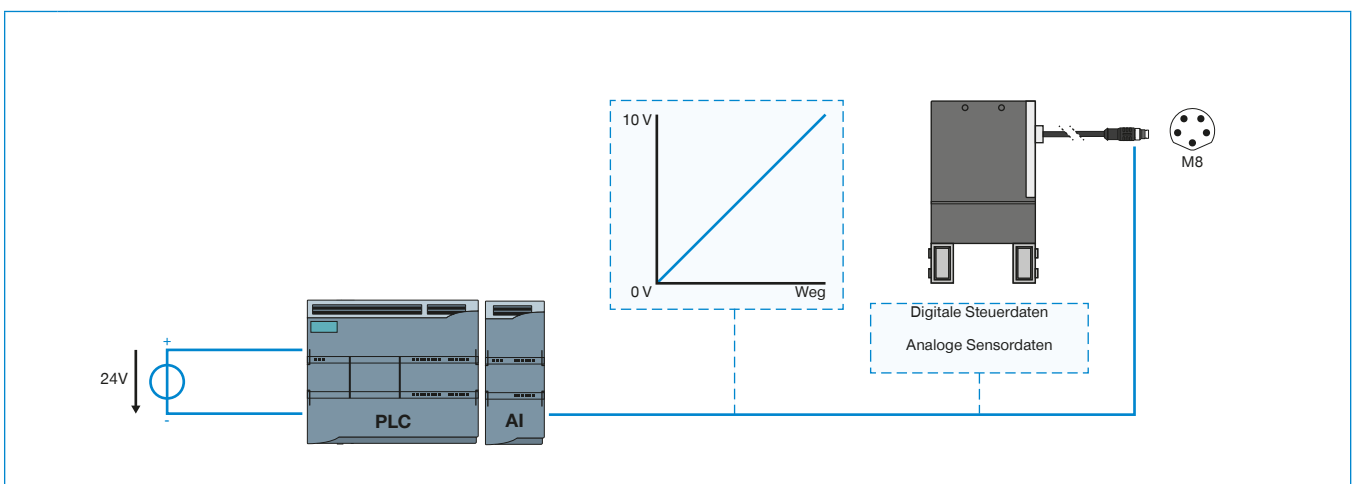 10 V
0 V
Weg
M8
Digitale Steuerdaten
Analoge Sensordaten
+
24V
-
PLC
AI